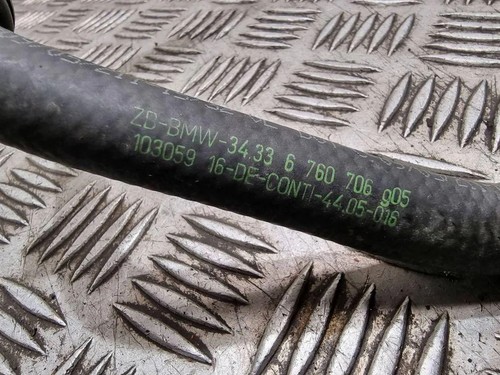 ZD-BMW-34.33 6 760 706 g05
103059 16-DE-CONTI-44.05-016